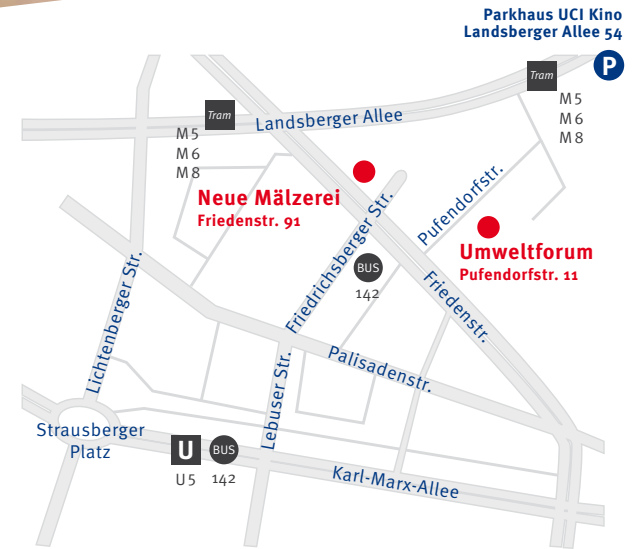 Parkhaus UCI Kino
Landsberger Allee 54
P
Tram
M5
M6
M8
Tram
M5
M6
M8
Landsberger Allee
Neue Mälzerei
Friedenstr. 91
Pufendorfstr.
Umweltforum
Pufendorfstr. 11
Friedrichsberger Str.
BUS
142
Friedenstr.
Lichtenberger Str.
Palisadenstr.
Lebuser Str.
Strausberger
Platz
U
U5
BUS
142
Karl-Marx-Allee